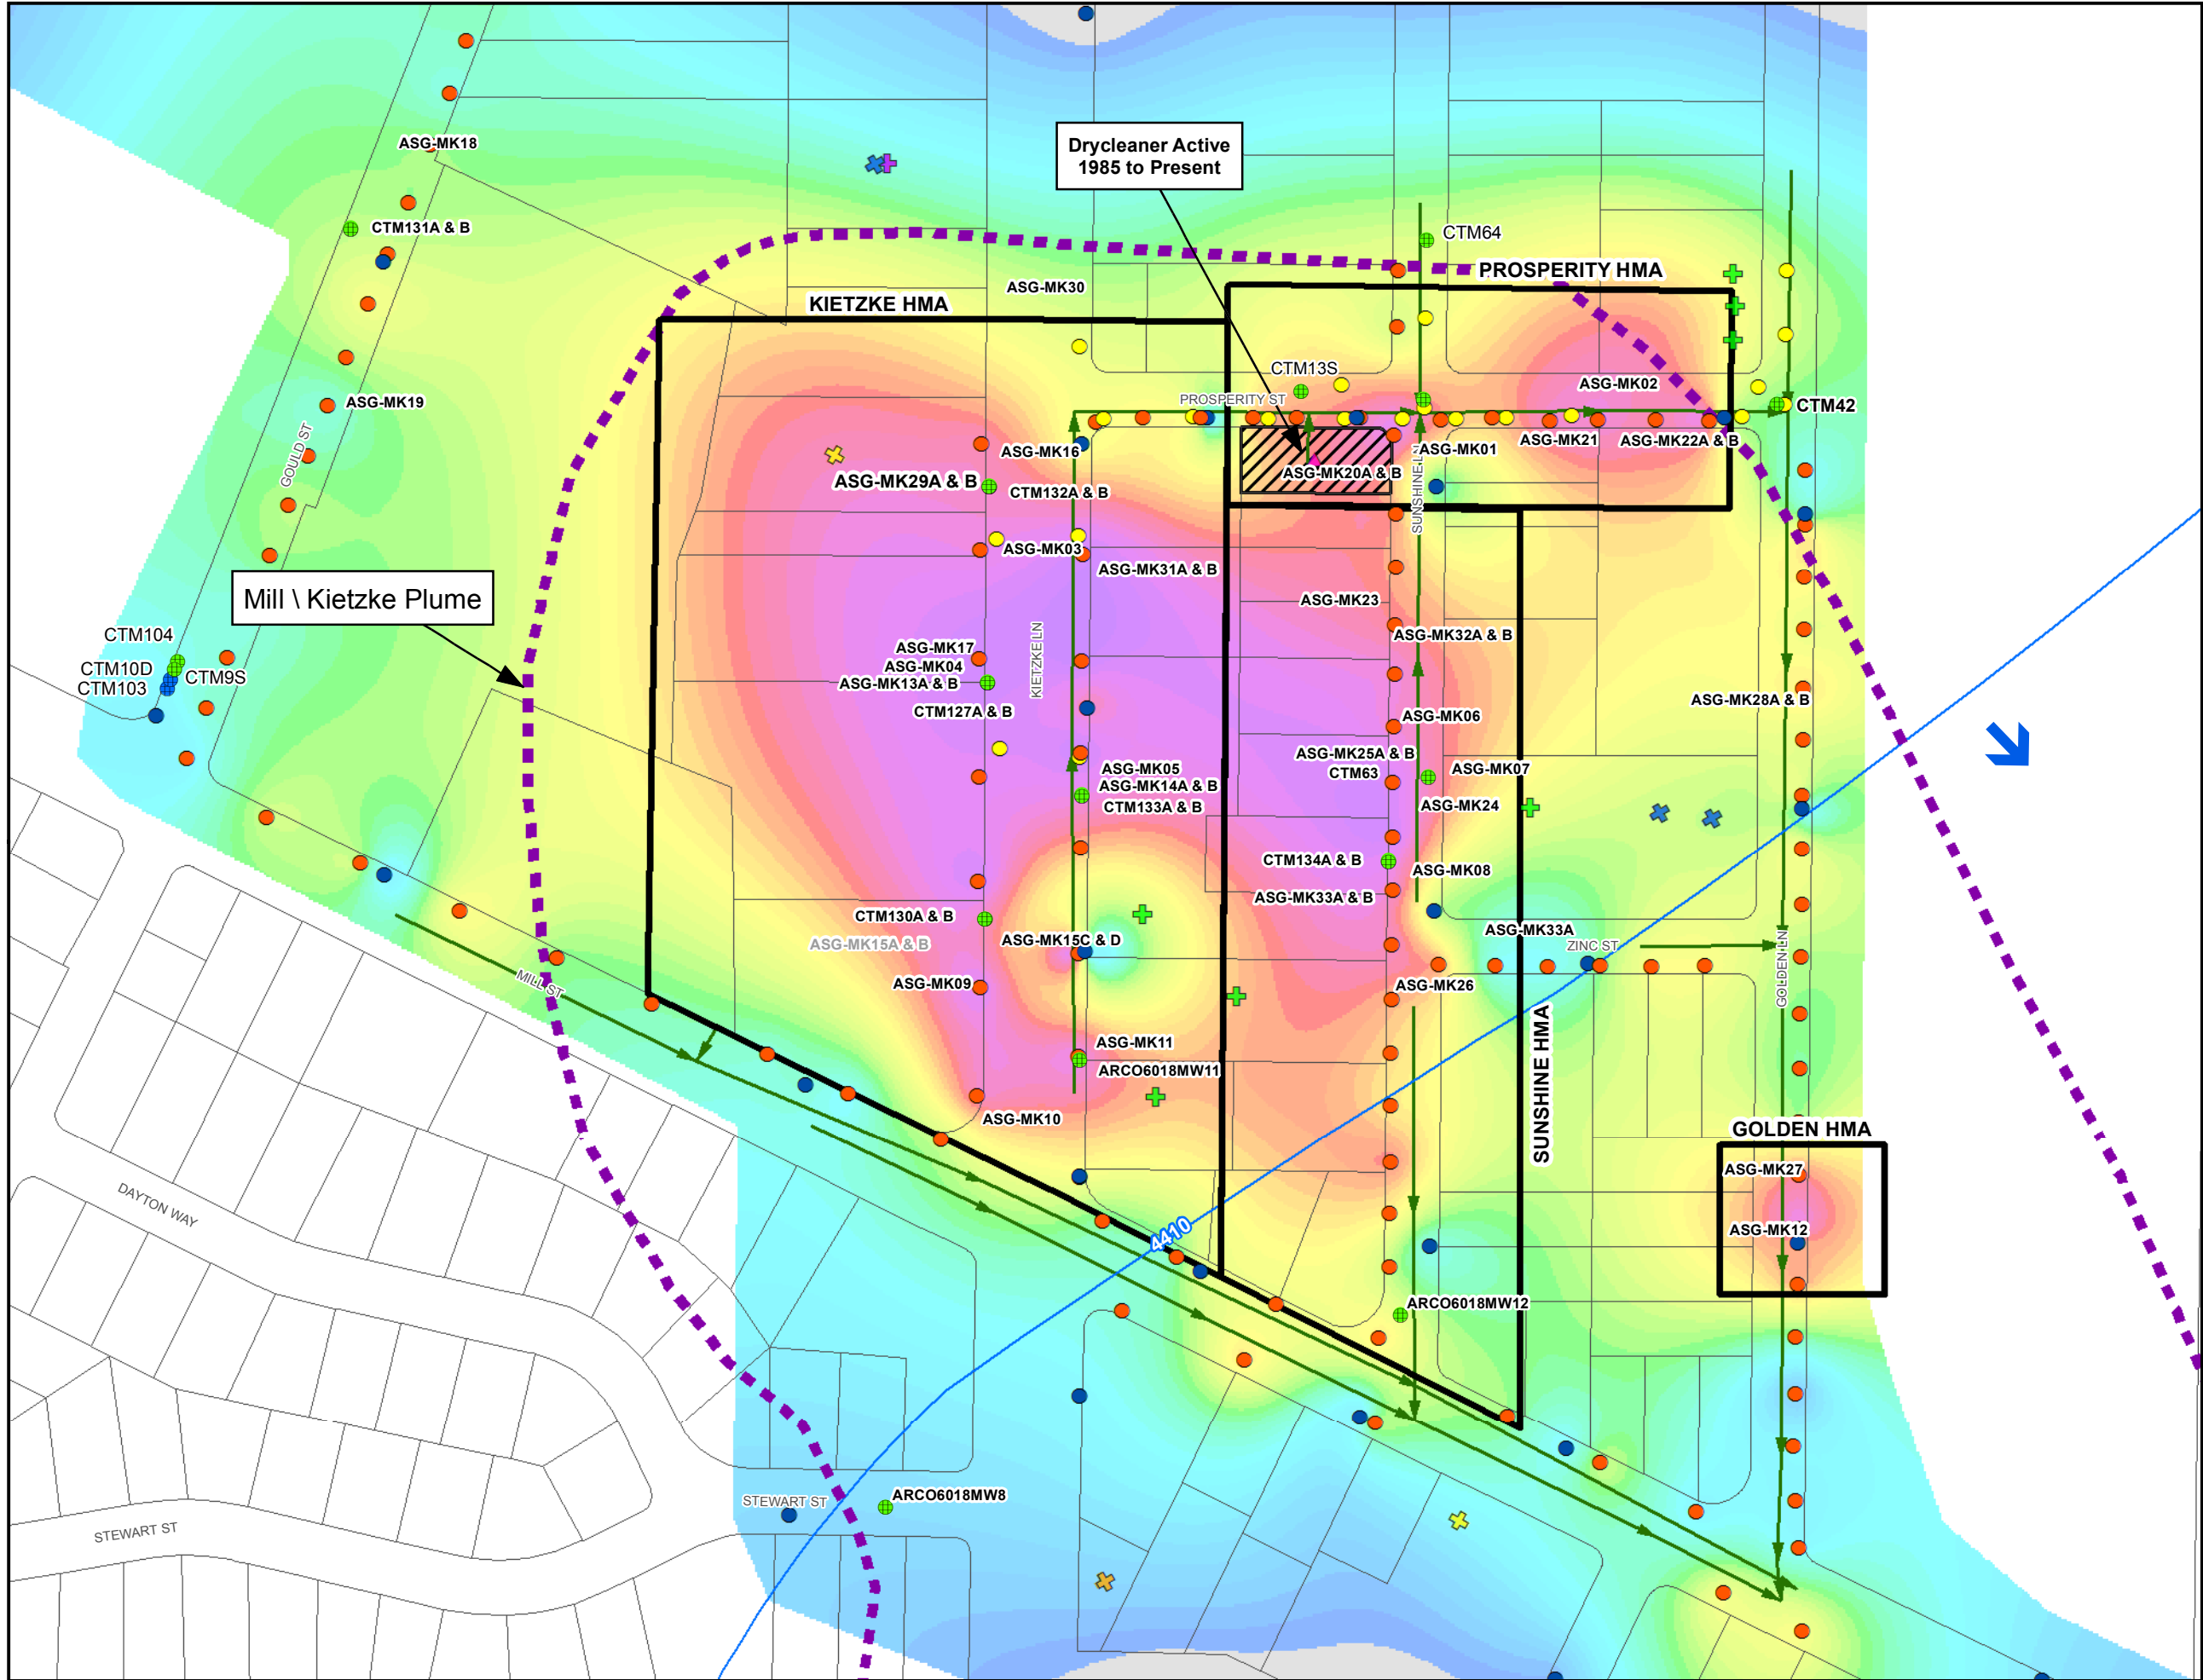 ASG-MK18
Drycleaner Active
1985 to Present
CTM131A & B
CTM64
PROSPERITY HMA
ASG-MK30
KIETZKE HMA
CTM13S
ASG-MK02
PROSPERITY ST
ASG-MK19
CTM42
GOULD ST
ASG-MK16
ASG-MK01
ASG-MK21
ASG-MK22A & B
ASG-MK20A & B
ASG-MK29A & B
CTM132A & B
SUNSHINE LN
ASG-MK03
ASG-MK31A & B
Mill \ Kietzke Plume
ASG-MK23
CTM104
ASG-MK32A & B
ASG-MK17
ASG-MK04
KIETZKE LN
CTM10D
CTM9S
CTM103
ASG-MK13A & B
ASG-MK28A & B
CTM127A & B
ASG-MK06
ASG-MK25A & B
ASG-MK05
CTM63
ASG-MK07
ASG-MK14A & B
CTM133A & B
ASG-MK24
CTM134A & B
ASG-MK08
ASG-MK33A & B
CTM130A & B
ASG-MK33A
ASG-MK15A & B
ASG-MK15C & D
ZINC ST
GOLDEN LN
MILL ST
ASG-MK09
ASG-MK26
ASG-MK11
ARCO6018MW11
SUNSHINE HMA
ASG-MK10
GOLDEN HMA
ASG-MK27
DAYTON WAY
ASG-MK12
4410
ARCO6018MW12
ARCO6018MW8
STEWART ST
STEWART ST